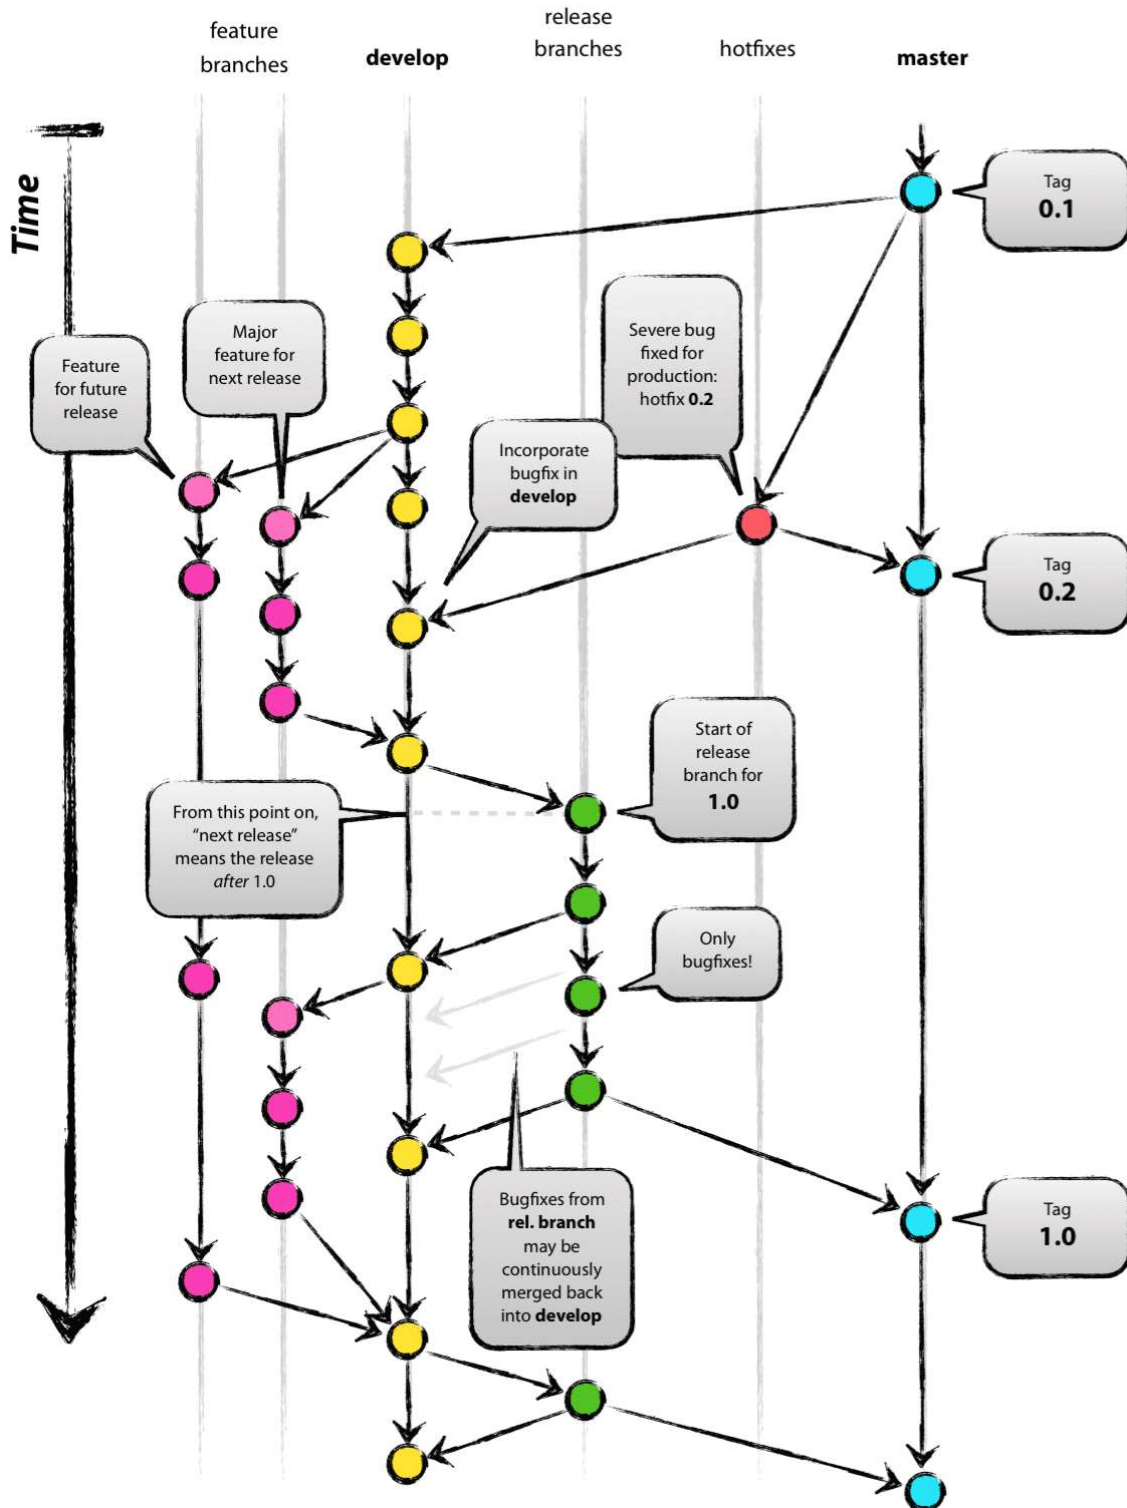 feature
branches
develop
release
branches
hotfixes
master
Time
Tag
0.1
Feature
for future
release
Major
feature for
next release
Severe bug
fixed for
production:
hotfix 0.2
Incorporate
bugfix in
develop
Tag
0.2
Start of
release
branch for
1.0
From this point on,
“next release”
means the release
after 1.0
Only
bugfixes!
Bugfixes from
rel. branch
may be
continuously
merged back
into develop
Tag
1.0